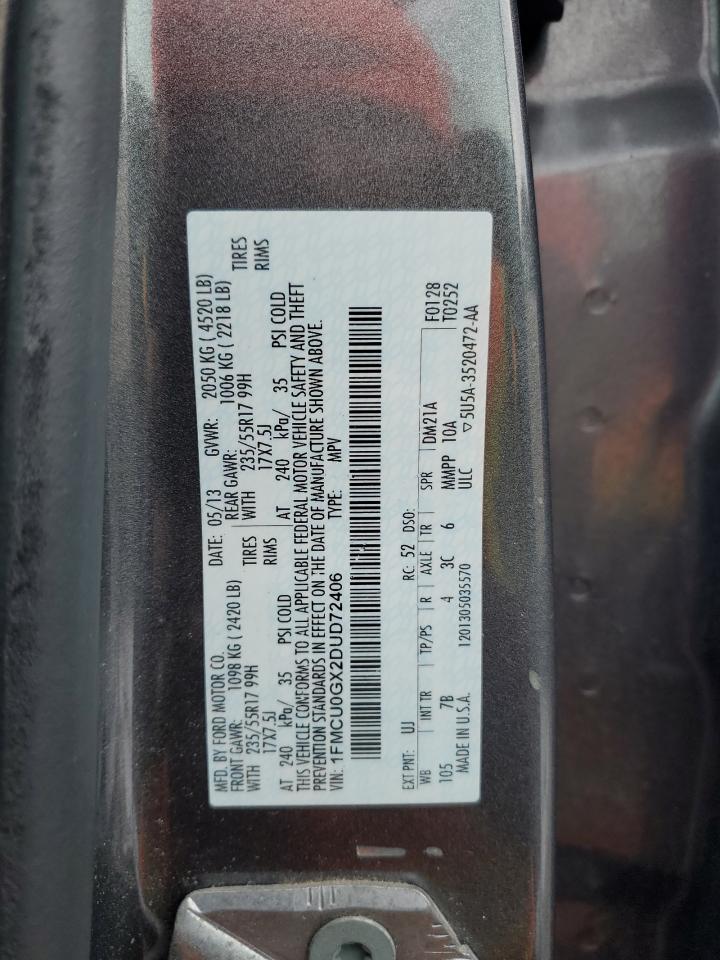 MFD. BY FORD MOTOR CO.
DATE: 05/13 GVWR: 2050 KG ( 4520 LB)
FRONT GAWR: 1098 KG ( 2420 LB) REAR GAWR: 1006 KG ( 2218 LB)
WITH 235/55R17 99H TIRES WITH 235/55R17 99H TIRES
17X7.5J RIMS 17X7.5J RIMS
AT 240 kPa/ 35 PSI COLD AT 240 kPa/ 35 PSI COLD
THIS VEHICLE CONFORMS TO ALL APPLICABLE FEDERAL MOTOR VEHICLE SAFETY AND THEFT
PREVENTION STANDARDS IN EFFECT ON THE DATE OF MANUFACTURE SHOWN ABOVE.
VIN: 1FMCU0GX2DUD72406 TYPE: MPV
EXT PNT: UJ RC: 52 DSO: F0128
WB INT TR TP/PS R AXLE TR SPR DM21A T0252
105 7B 4 3C 6 MMPP 10A
MADE IN U.S.A. 1201305035570 ULC ▽5U5A-3520472-AA